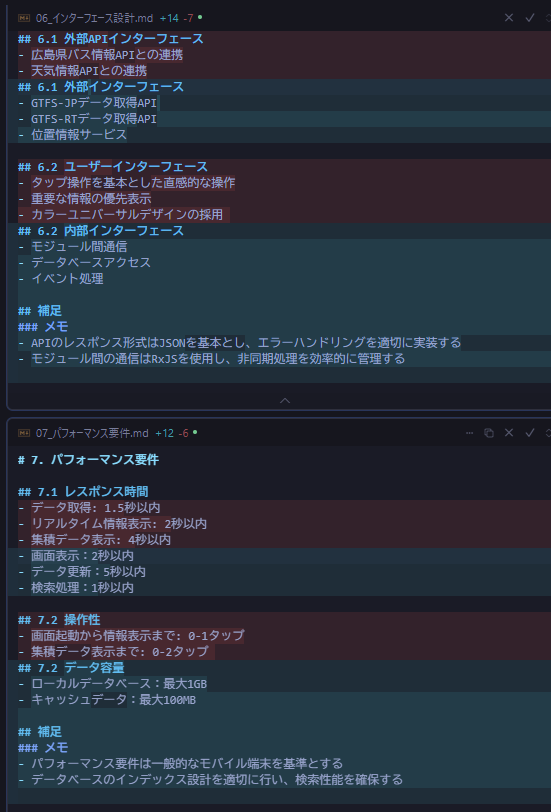 06_インターフェース設計.md +14 -7
## 6.1 外部APIインターフェース
- 広島県バス情報APIとの連携
- 天気情報APIとの連携
## 6.1 外部インターフェース
- GTFS-JPデータ取得API
- GTFS-RTデータ取得API
- 位置情報サービス
## 6.2 ユーザーインターフェース
- タップ操作を基本とした直感的な操作
- 重要な情報の優先表示
- カラーユニバーサルデザインの採用
## 6.2 内部インターフェース
- モジュール間通信
- データベースアクセス
- イベント処理
## 補足
### メモ
- APIのレスポンス形式はJSONを基本とし、エラーハンドリングを適切に実装する
- モジュール間の通信はRxJSを使用し、非同期処理を効率的に管理する
07_パフォーマンス要件.md +12 -6
# 7. パフォーマンス要件
## 7.1 レスポンス時間
- データ取得: 1.5秒以内
- リアルタイム情報表示: 2秒以内
- 集積データ表示: 4秒以内
- 画面表示：2秒以内
- データ更新：5秒以内
- 検索処理：1秒以内
## 7.2 操作性
- 画面起動から情報表示まで: 0-1タップ
- 集積データ表示まで: 0-2タップ
## 7.2 データ容量
- ローカルデータベース：最大1GB
- キャッシュデータ：最大100MB
## 補足
### メモ
- パフォーマンス要件は一般的なモバイル端末を基準とする
- データベースのインデックス設計を適切に行い、検索性能を確保する